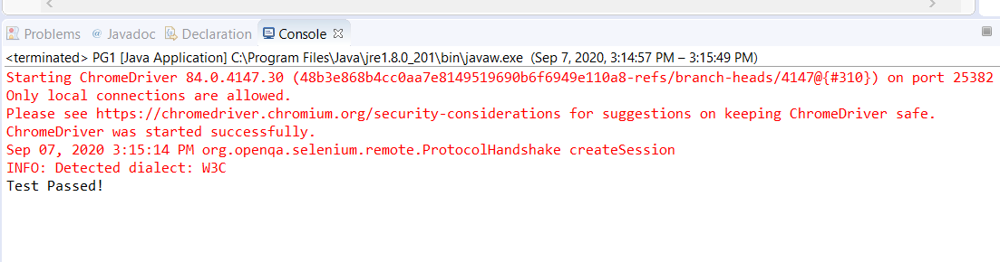 Problems @ Javadoc Declaration Console
<terminated> PG1 [Java Application] C:\Program Files\Java\jre1.8.0_201\bin\javaw.exe (Sep 7, 2020, 3:14:57 PM – 3:15:49 PM)
Starting ChromeDriver 84.0.4147.30 (48b3e868b4cc0aa7e8149519690b6f6949e110a8-refs/branch-heads/4147@{#310}) on port 25382
Only local connections are allowed.
Please see https://chromedriver.chromium.org/security-considerations for suggestions on keeping ChromeDriver safe.
ChromeDriver was started successfully.
Sep 07, 2020 3:15:14 PM org.openqa.selenium.remote.ProtocolHandshake createSession
INFO: Detected dialect: W3C
Test Passed!